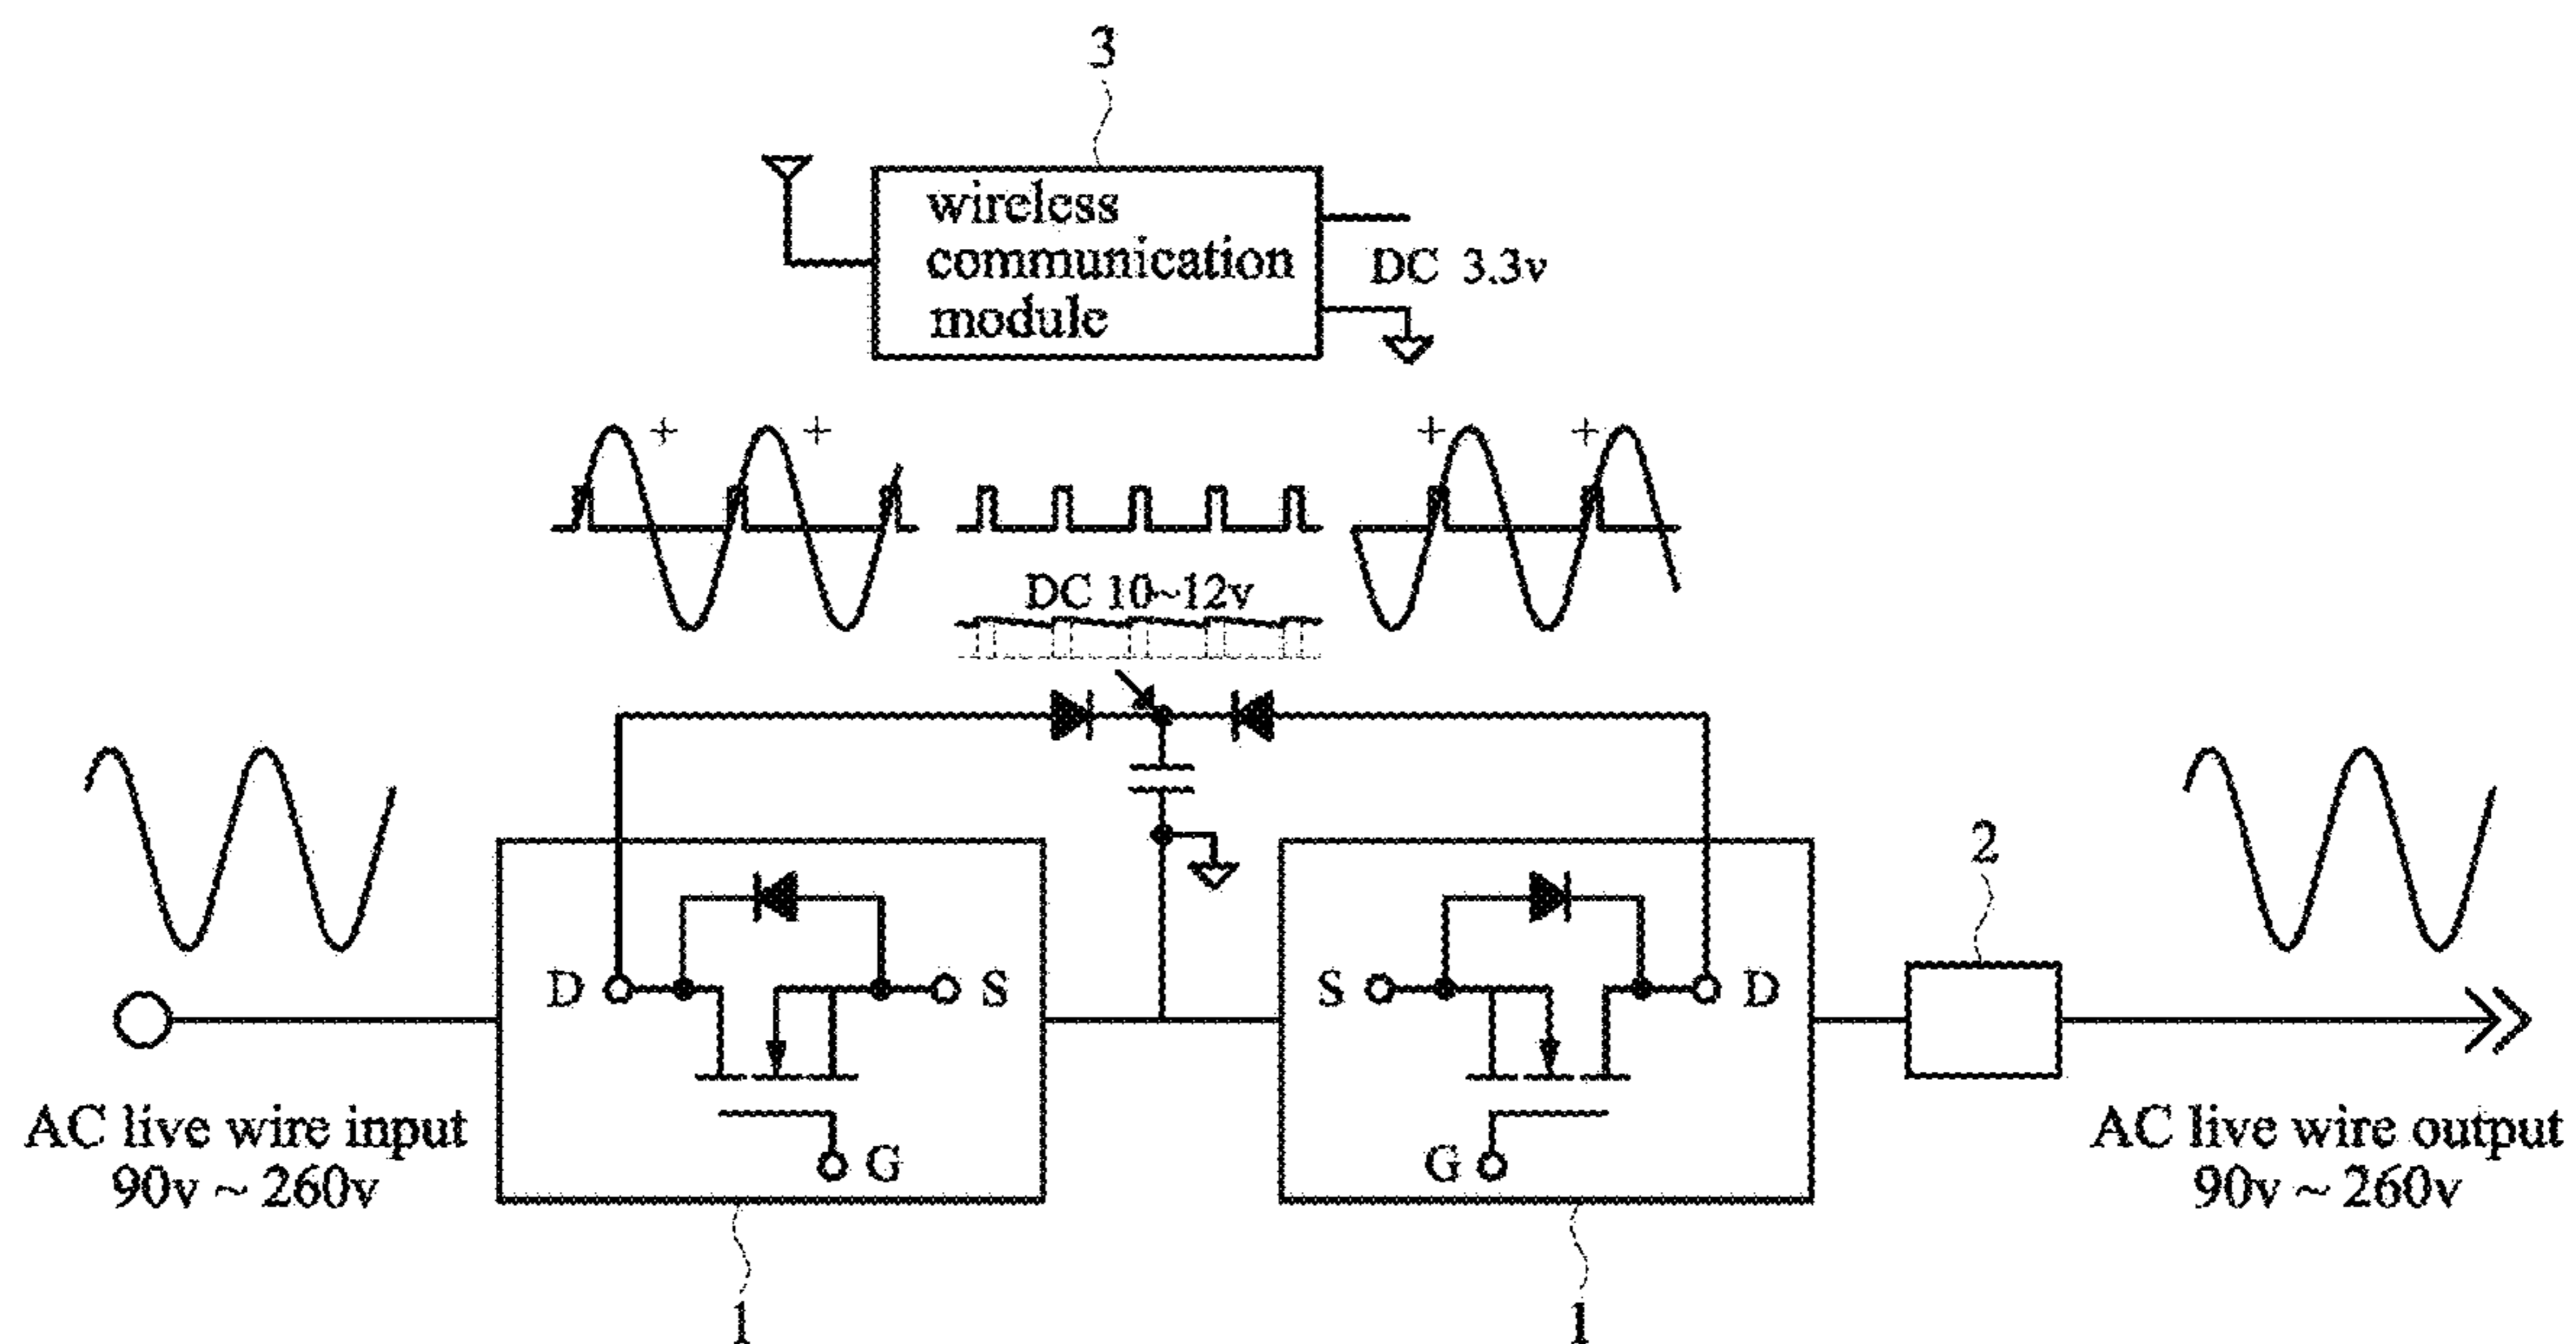 3
wireless
communication
module
DC 3.3v
+ + + +
DC 10~12v
2
D S S D
G G
AC live wire input
90v ~ 260v
AC live wire output
90v ~ 260v
1 1